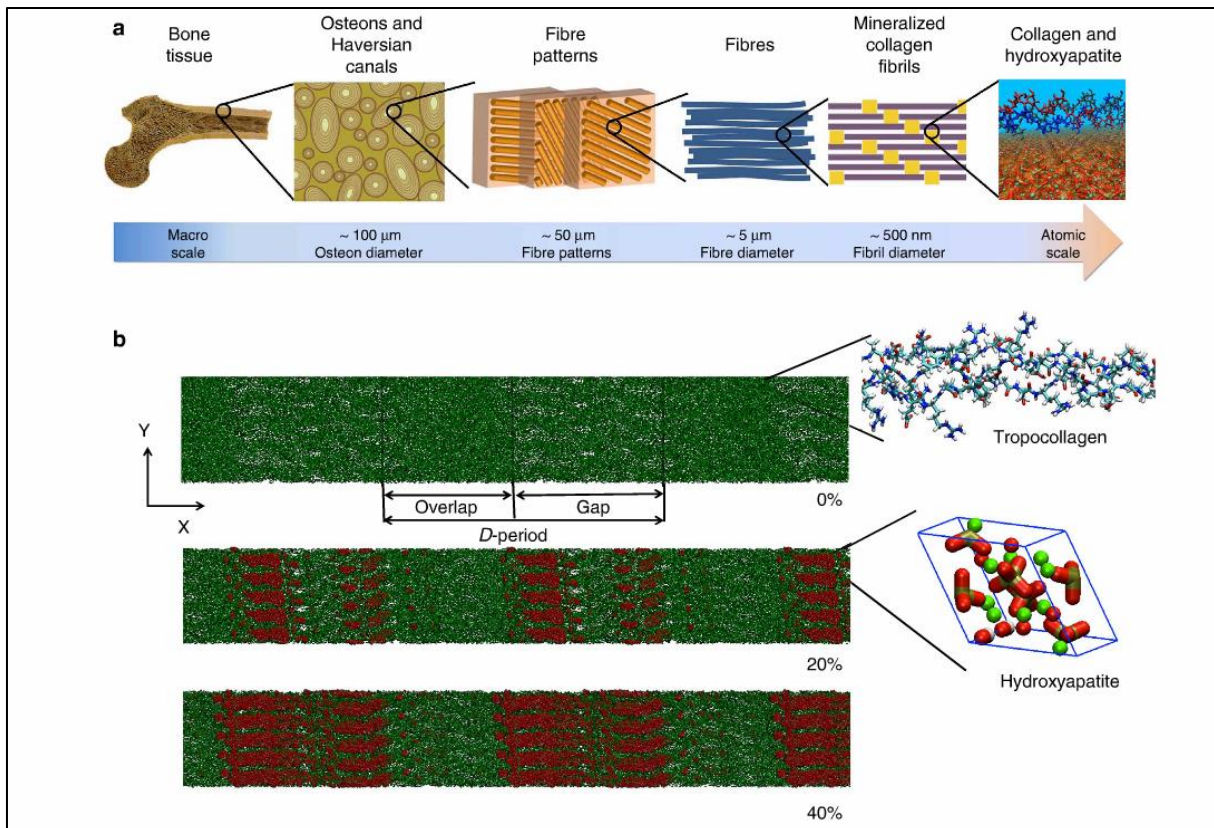 a
Bone
tissue
Osteons and
Haversian
canals
Fibre
patterns
Fibres
Mineralized
collagen
fibrils
Collagen and
hydroxyapatite
Macro
scale
~ 100 μm
Osteon diameter
~ 50 μm
Fibre patterns
~ 5 μm
Fibre diameter
~ 500 nm
Fibril diameter
Atomic
scale
b
Tropocollagen
Y
X
Overlap
Gap
D-period
0%
20%
Hydroxyapatite
40%